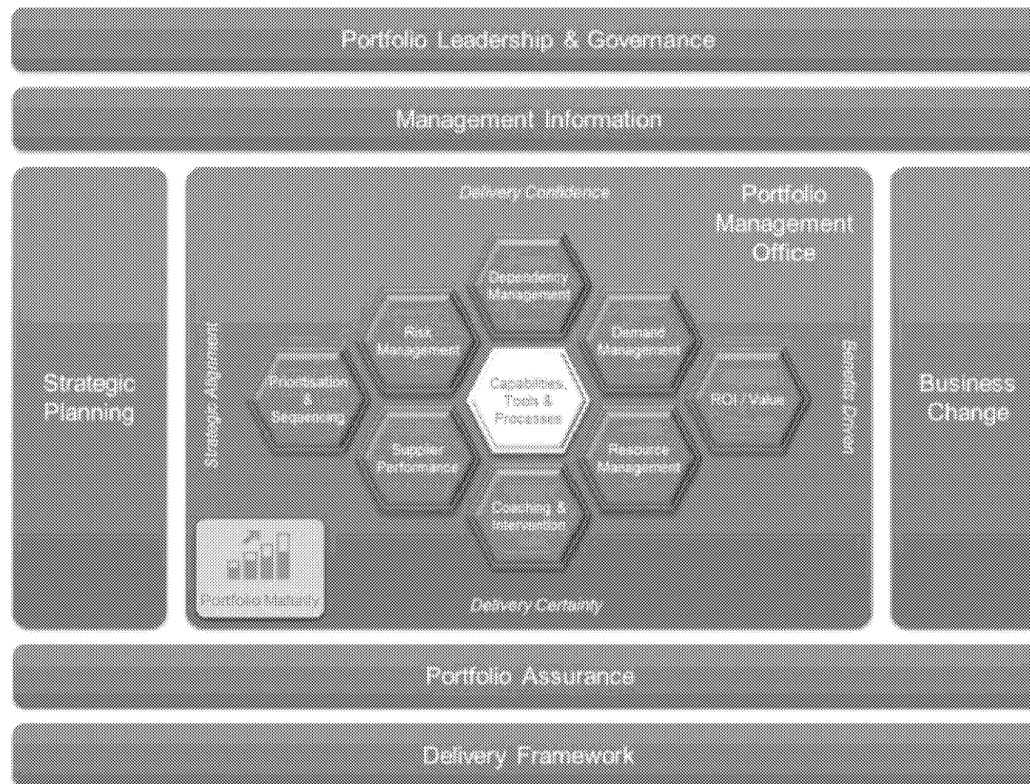 Portfolio Leadership & Governance
Management Information
Strategic
Planning
Delivery Confidence
Portfolio
Management
Office
Strategic Alignment
Dependency
Management
Risk
Management
Demand
Management
Prioritisation
&
Sequencing
Capabilities,
Tools &
Processes
ROI / Value
Supplier
Performance
Resource
Management
Coaching &
Intervention
Benefits Driven
Portfolio Maturity
Delivery Certainty
Business
Change
Portfolio Assurance
Delivery Framework